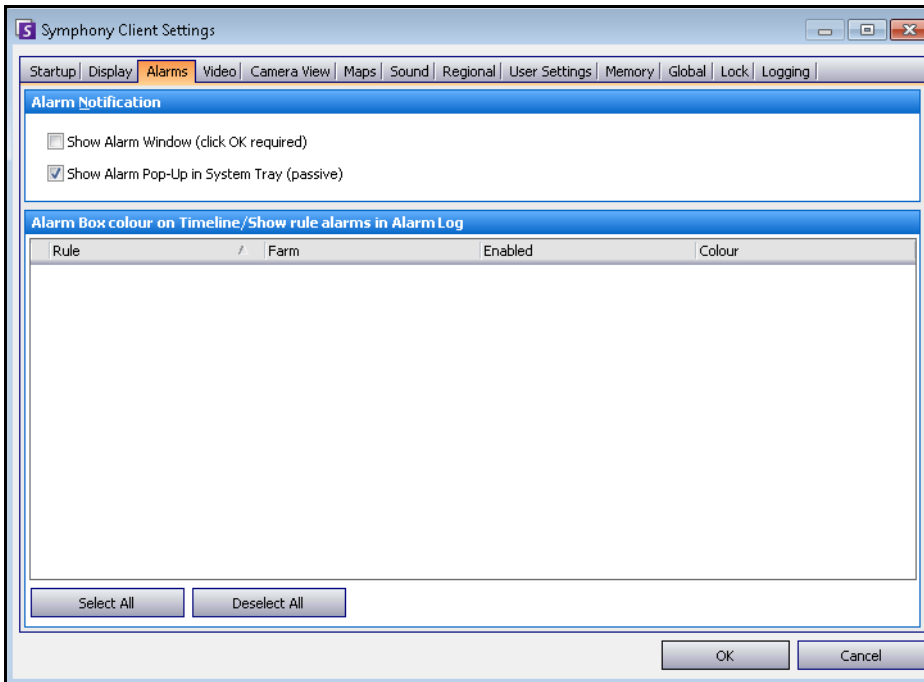 Symphony Client Settings
Startup Display Alarms Video Camera View Maps Sound Regional User Settings Memory Global Lock Logging
Alarm Notification
Show Alarm Window (click OK required)
Show Alarm Pop-Up in System Tray (passive)
Alarm Box colour on Timeline/Show rule alarms in Alarm Log
Rule Farm Enabled Colour
Select All Deselect All
OK Cancel